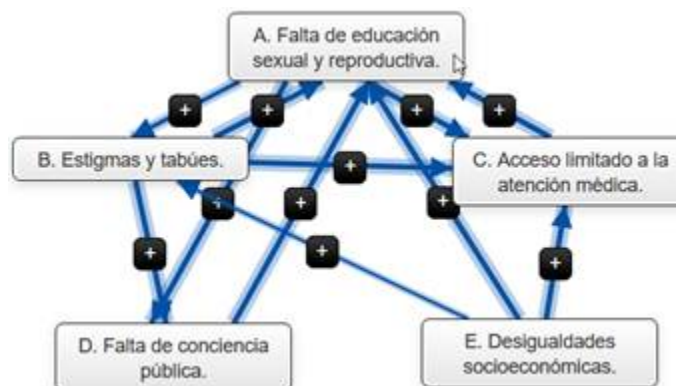 A. Falta de educación
sexual y reproductiva.
+
+
+
+
B. Estigmas y tabúes.
+
C. Acceso limitado a la
atención médica.
+
+
+
+
+
+
D. Falta de conciencia
pública.
E. Desigualdades
socioeconómicas.